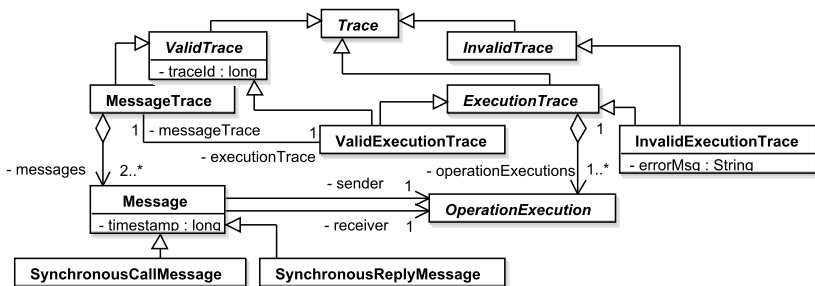 Trace
ValidTrace
InvalidTrace
- traceId : long
MessageTrace
ExecutionTrace
1
- messageTrace
1
ValidExecutionTrace
1
InvalidExecutionTrace
- executionTrace
- errorMsg : String
- messages
2..*
- operationExecutions
1..*
Message
- sender
1
OperationExecution
- timestamp : long
- receiver
1
SynchronousCallMessage
SynchronousReplyMessage